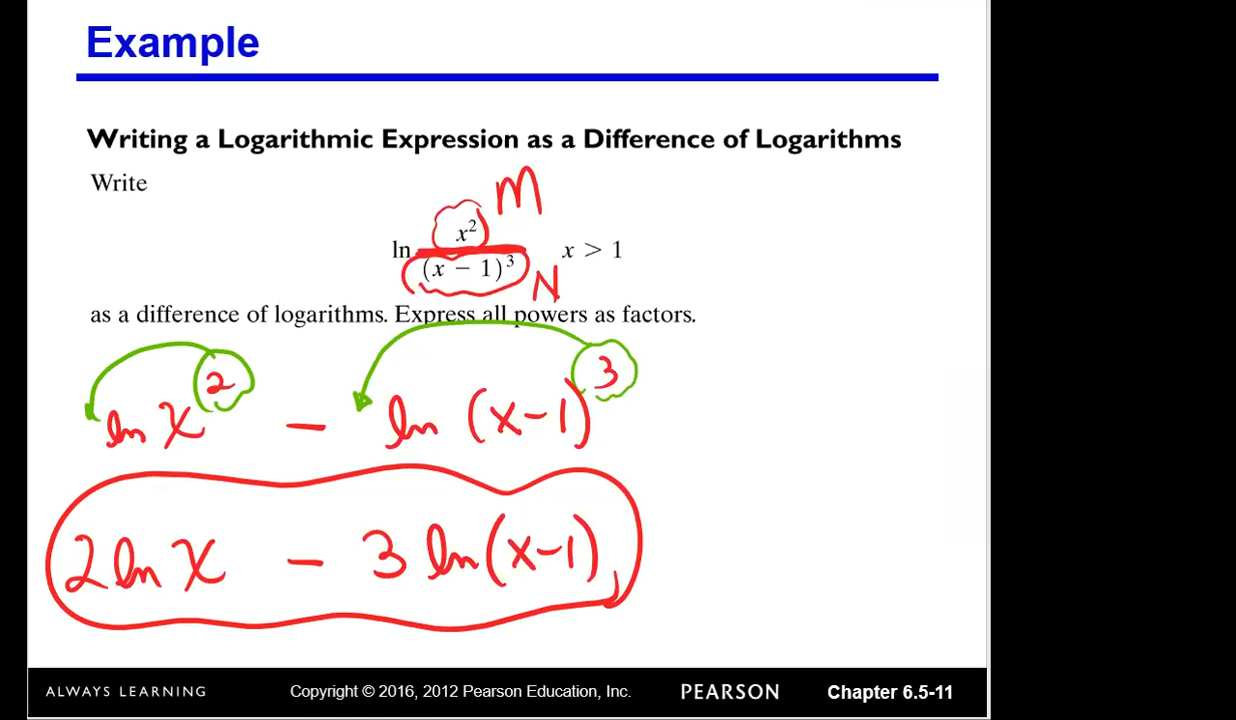 Example
Writing a Logarithmic Expression as a Difference of Logarithms
Write
M
ln x² / (x − 1)³ x > 1
N
as a difference of logarithms. Express all powers as factors.
ln x² − ln (x−1)³
2 ln x − 3 ln (x−1)
ALWAYS LEARNING Copyright © 2016, 2012 Pearson Education, Inc. PEARSON Chapter 6.5-11